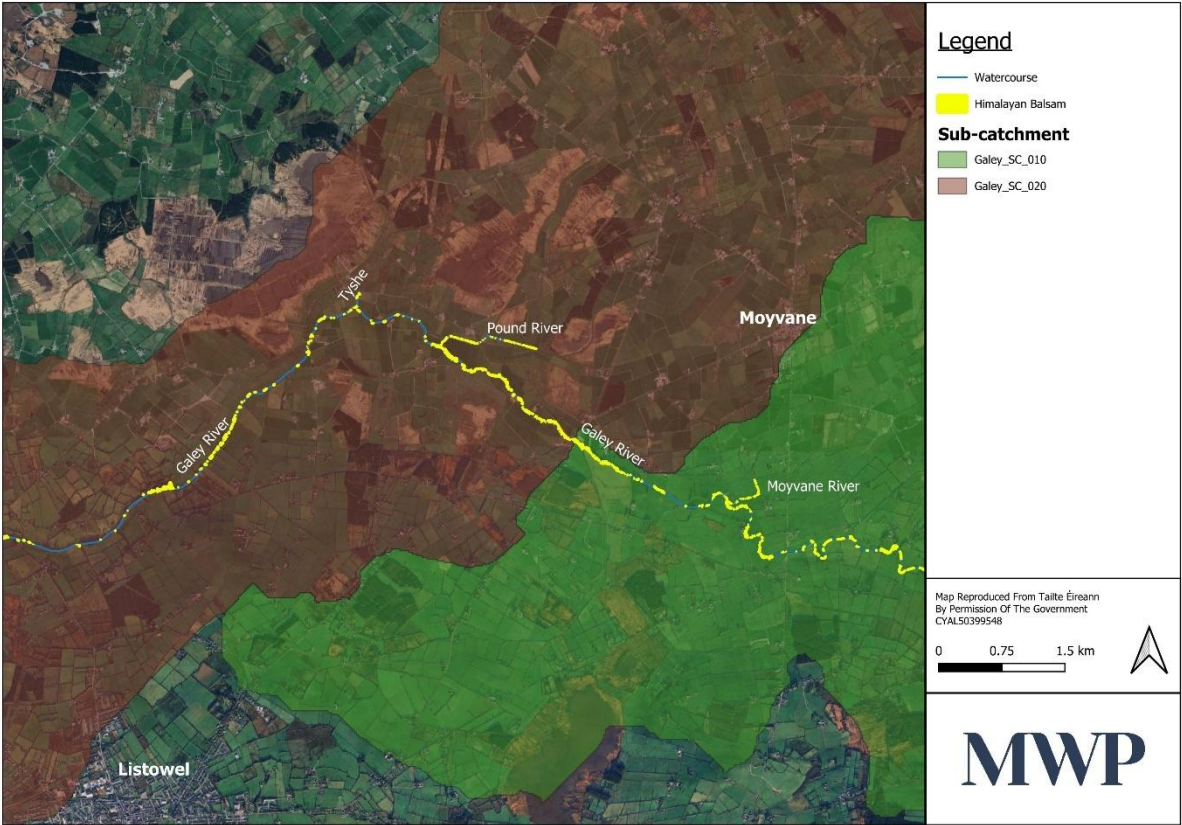 Tyshe
Pound River
Moyvane
Galey River
Galey River
Moyvane River
Listowel
Legend
Watercourse
Himalayan Balsam
Sub-catchment
Galey_SC_010
Galey_SC_020
Map Reproduced From Tailte Éireann
By Permission Of The Government
CYAL50399548
0 0.75 1.5 km
MWP